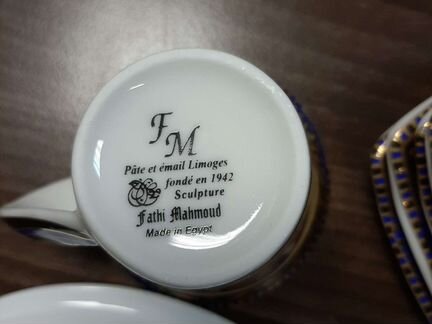 FM
Pâte et émail Limoges
fondé en 1942
Sculpture
Fathi Mahmoud
Made in Egypt